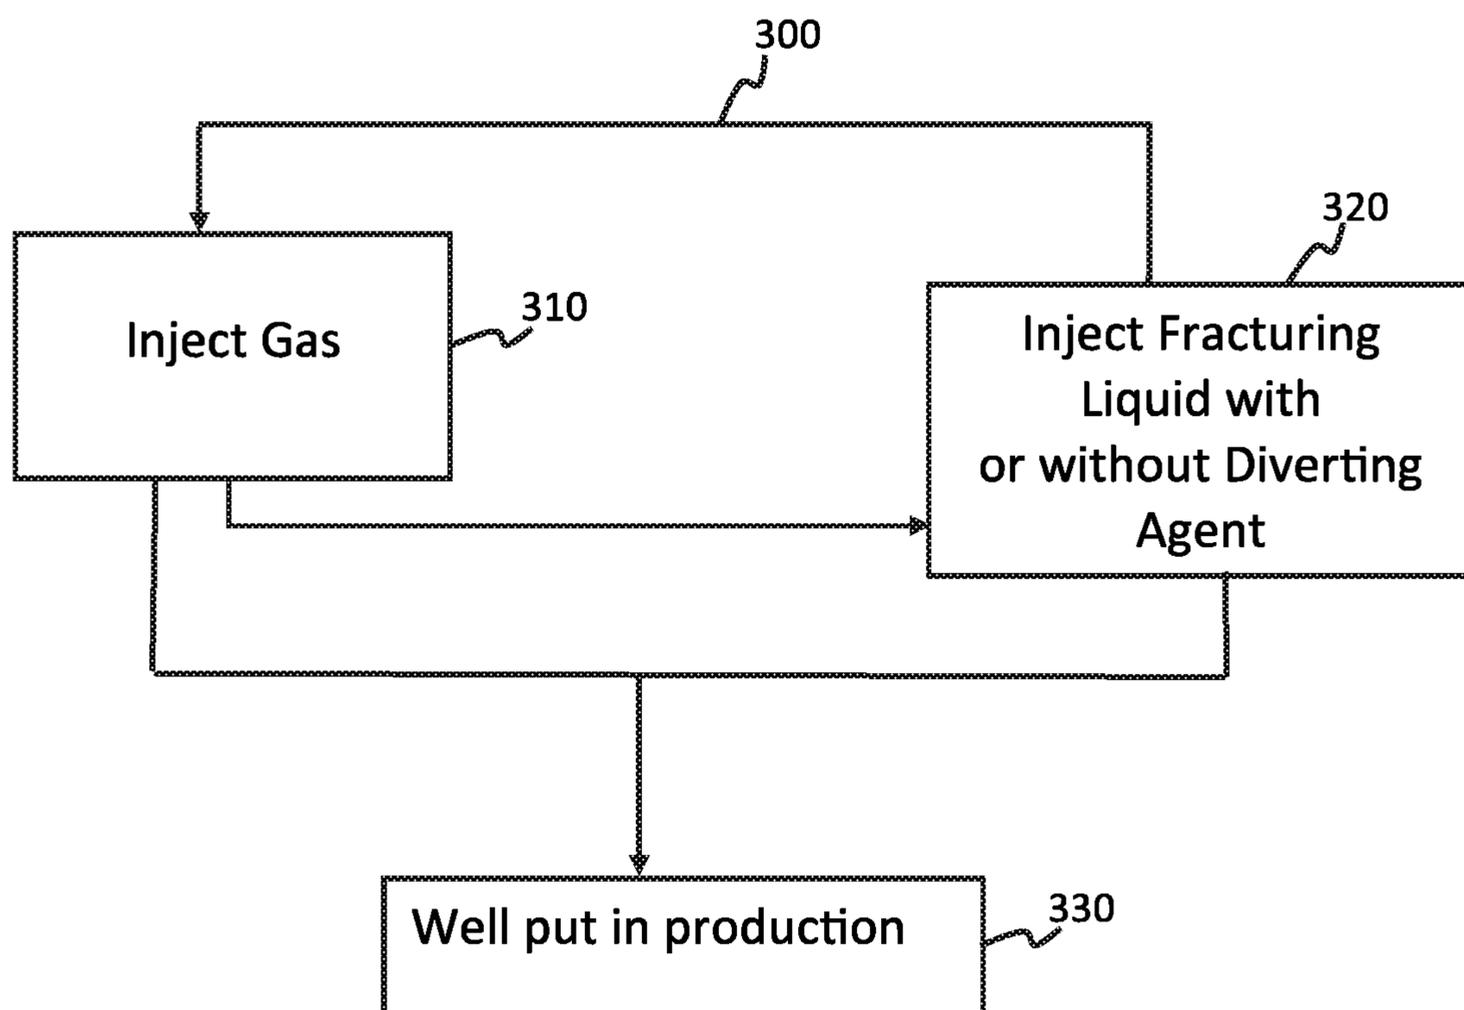 300
320
310
Inject Gas
Inject Fracturing
Liquid with
or without Diverting
Agent
330
Well put in production